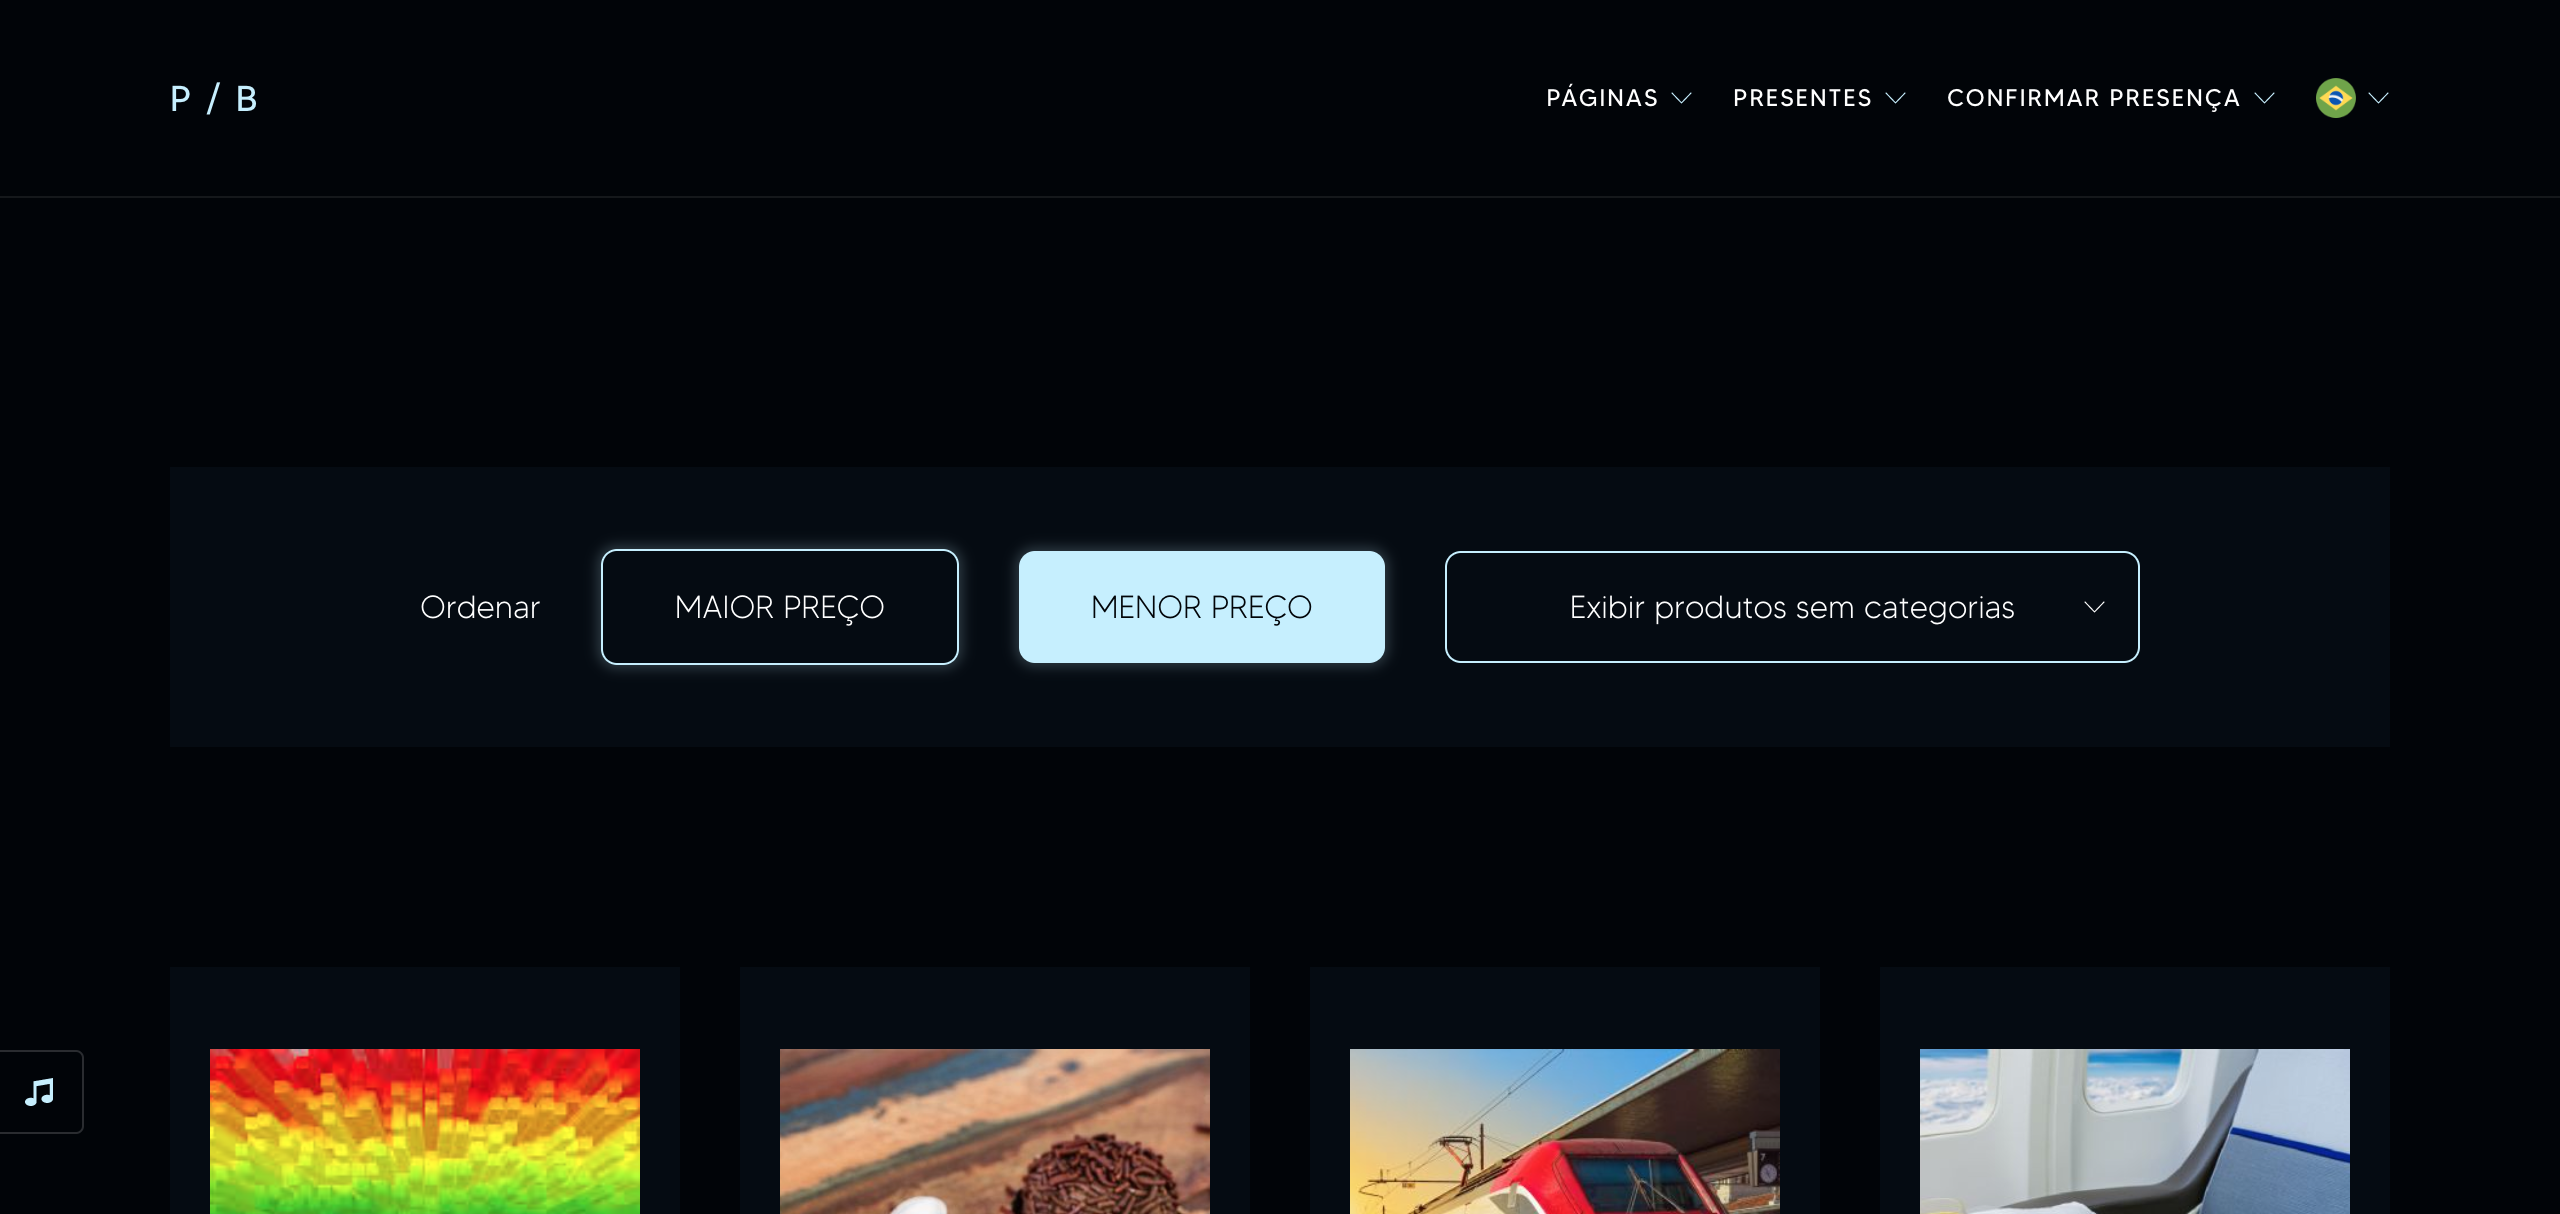 P / B
PÁGINAS
PRESENTES
CONFIRMAR PRESENÇA
Ordenar
MAIOR PREÇO
MENOR PREÇO
Exibir produtos sem categorias